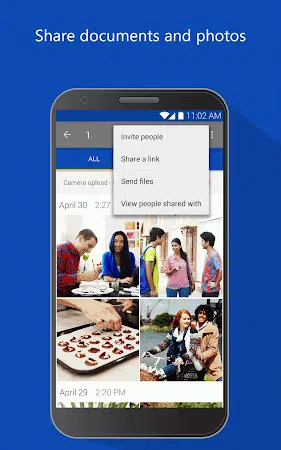 Share documents and photos
11:02 AM
1
Invite people
ALL
Share a link
Camera upload -
Send files
April 30 2:27
View people shared with
April 29 2:20 PM